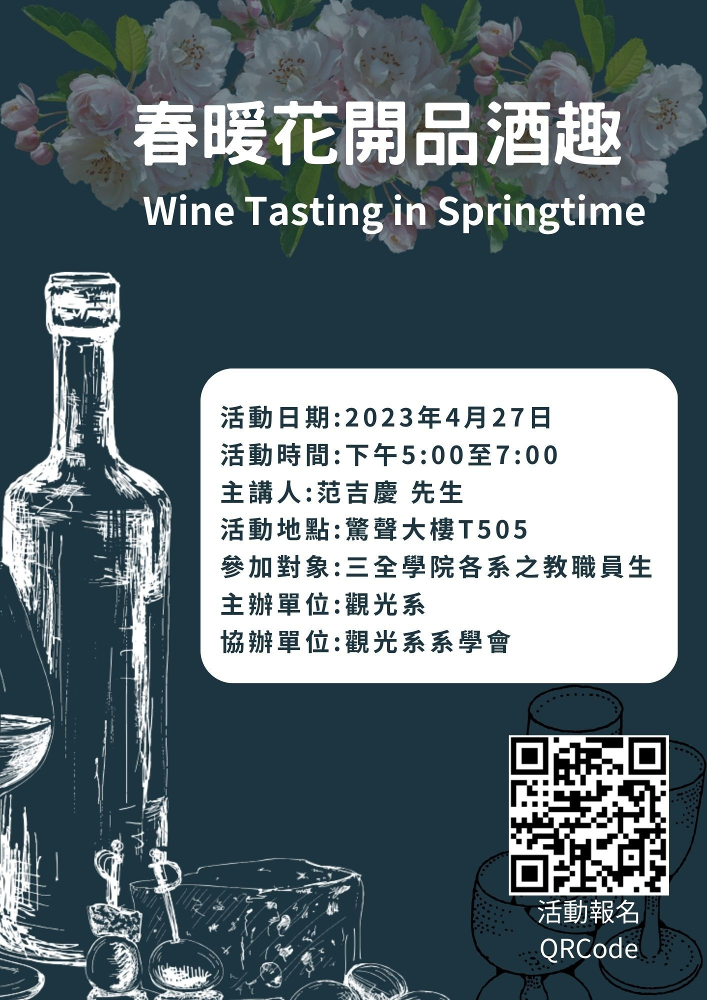 春暖花開品酒趣
Wine Tasting in Springtime
活動日期:2023年4月27日
活動時間:下午5:00至7:00
主講人:范吉慶 先生
活動地點:驚聲大樓T505
參加對象:三全學院各系之教職員生
主辦單位:觀光系
協辦單位:觀光系系學會
活動報名
QRCode